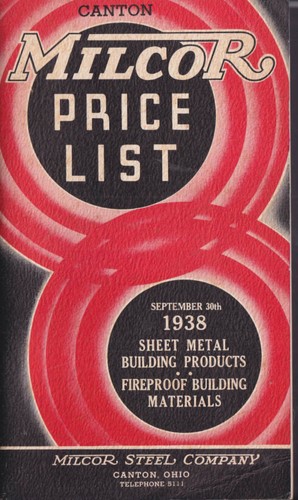 CANTON
MILCOR
PRICE
LIST
SEPTEMBER 30th
1938
SHEET METAL
BUILDING PRODUCTS
• •
FIREPROOF BUILDING
MATERIALS
MILCOR STEEL COMPANY
CANTON, OHIO
TELEPHONE 5111